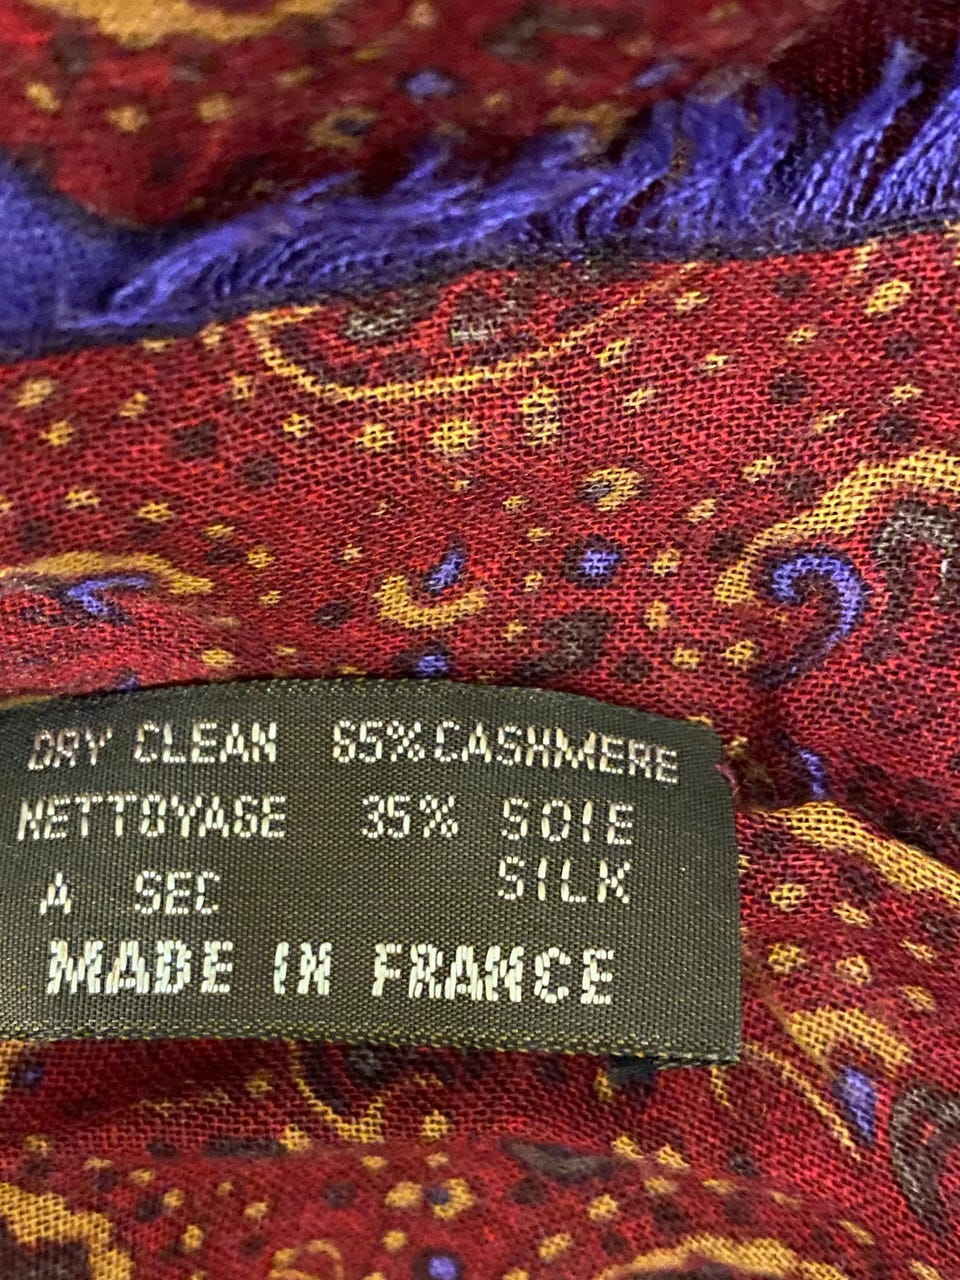 DRY CLEAN 65% CASHMERE
NETTOYAGE 35% SOIE
SILK
A SEC
MADE IN FRANCE